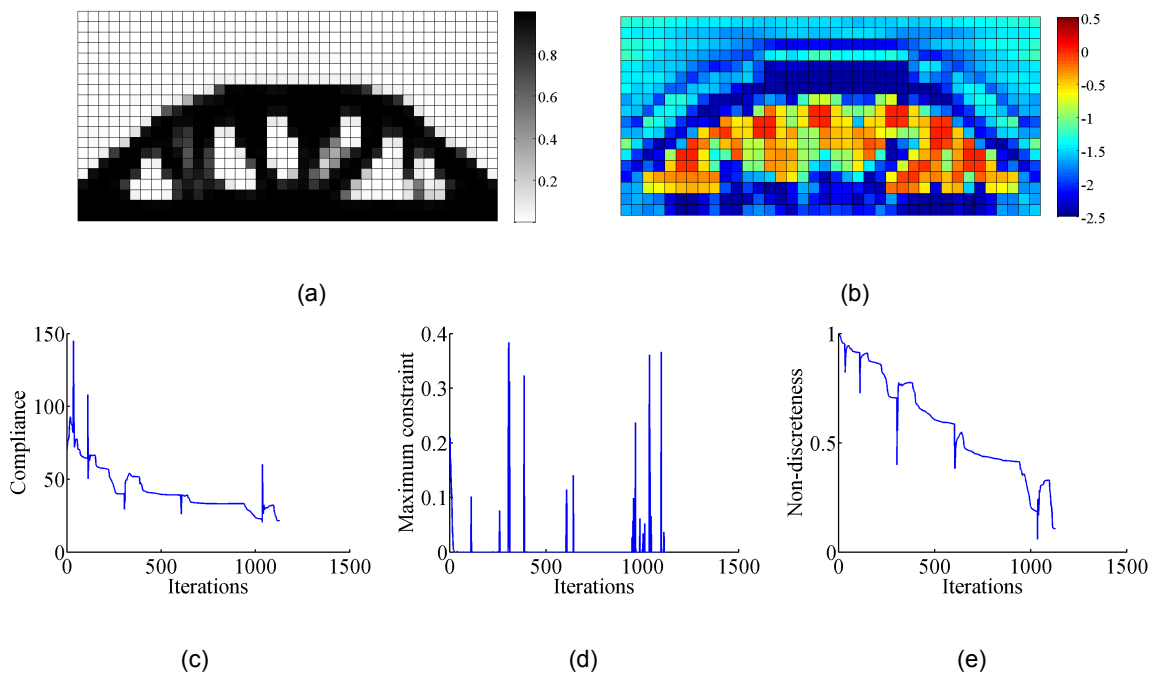 0.8
0.6
0.4
0.2
(a)
0.5
0
-0.5
-1
-1.5
-2
-2.5
(b)
150
100
50
0
Compliance
0 500 1000 1500
Iterations
(c)
0.4
0.3
0.2
0.1
0
Maximum constraint
0 500 1000 1500
Iterations
(d)
1
0.5
0
Non-discreteness
0 500 1000 1500
Iterations
(e)